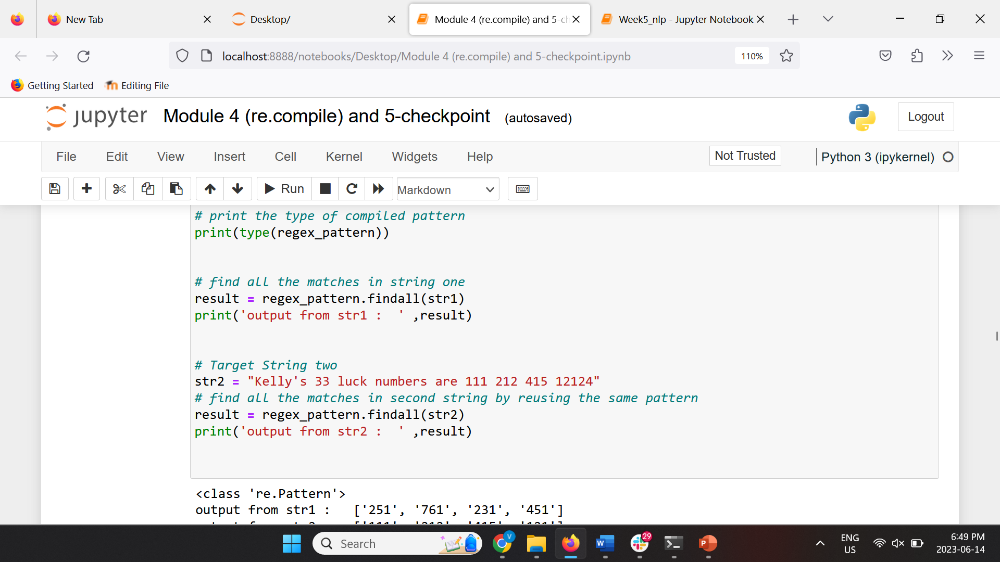 New Tab
Desktop/
Module 4 (re.compile) and 5-ch
Week5_nlp - Jupyter Notebook
localhost:8888/notebooks/Desktop/Module 4 (re.compile) and 5-checkpoint.ipynb
110%
Getting Started
Editing File
jupyter
Module 4 (re.compile) and 5-checkpoint
(autosaved)
Logout
File
Edit
View
Insert
Cell
Kernel
Widgets
Help
Not Trusted
Python 3 (ipykernel)
Run
Markdown
# print the type of compiled pattern
print(type(regex_pattern))
# find all the matches in string one
result = regex_pattern.findall(str1)
print('output from str1 :  ' ,result)
# Target String two
str2 = "Kelly's 33 luck numbers are 111 212 415 12124"
# find all the matches in second string by reusing the same pattern
result = regex_pattern.findall(str2)
print('output from str2 :  ' ,result)
<class 're.Pattern'>
output from str1 :   ['251', '761', '231', '451']
Search
V
W
29
P
ENG
US
6:49 PM
2023-06-14